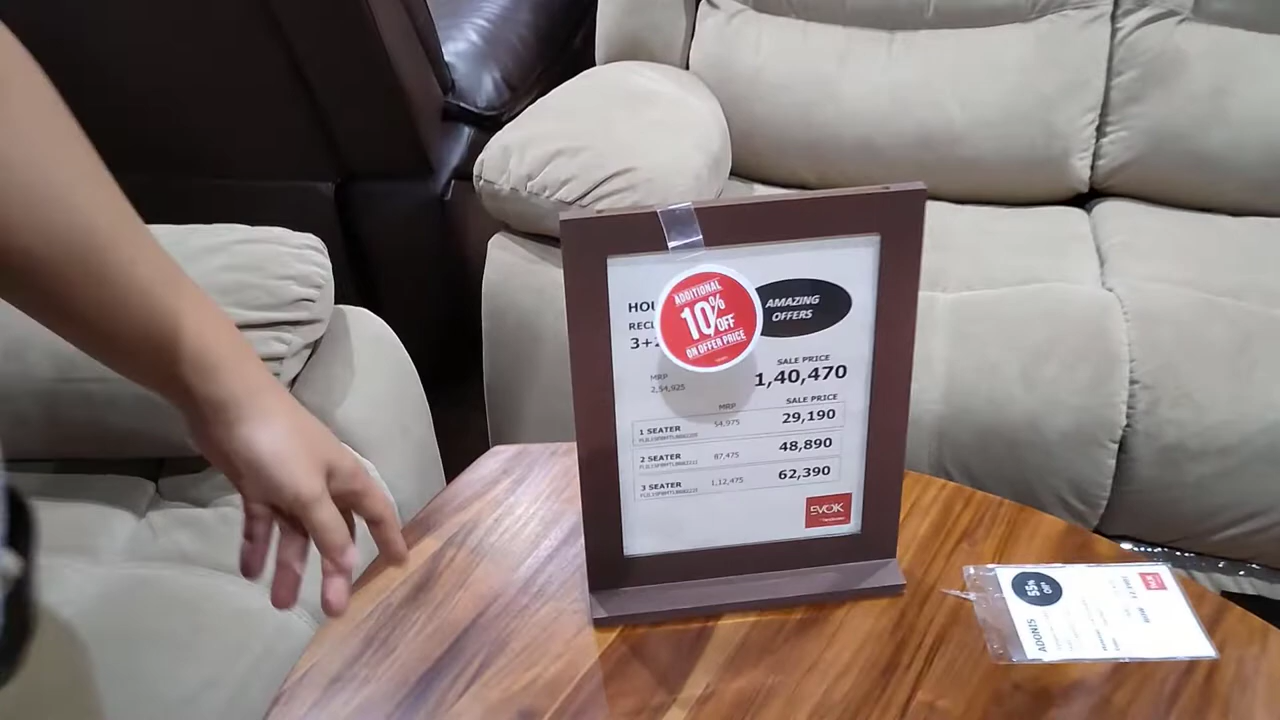 HOU
RECL
3+2
ADDITIONAL
10%
OFF
ON OFFER PRICE
AMAZING
OFFERS
MRP
2,54,925
SALE PRICE
1,40,470
MRP
SALE PRICE
1 SEATER
54,975
29,190
2 SEATER
87,475
48,890
3 SEATER
1,12,475
62,390
EVOK
55%
OFF
ADONIS